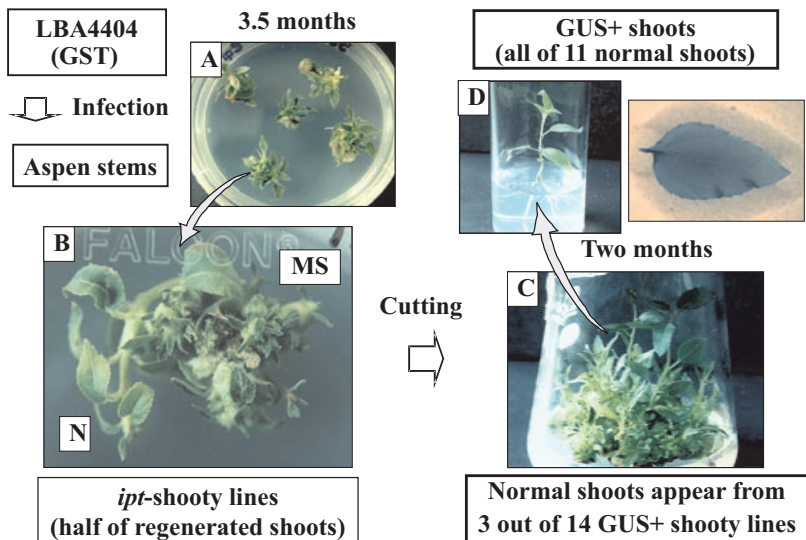 LBA4404
(GST)
Infection
Aspen stems
3.5 months
A
B
FALCON®
MS
N
ipt-shooty lines
(half of regenerated shoots)
Cutting
GUS+ shoots
(all of 11 normal shoots)
D
Two months
C
Normal shoots appear from
3 out of 14 GUS+ shooty lines